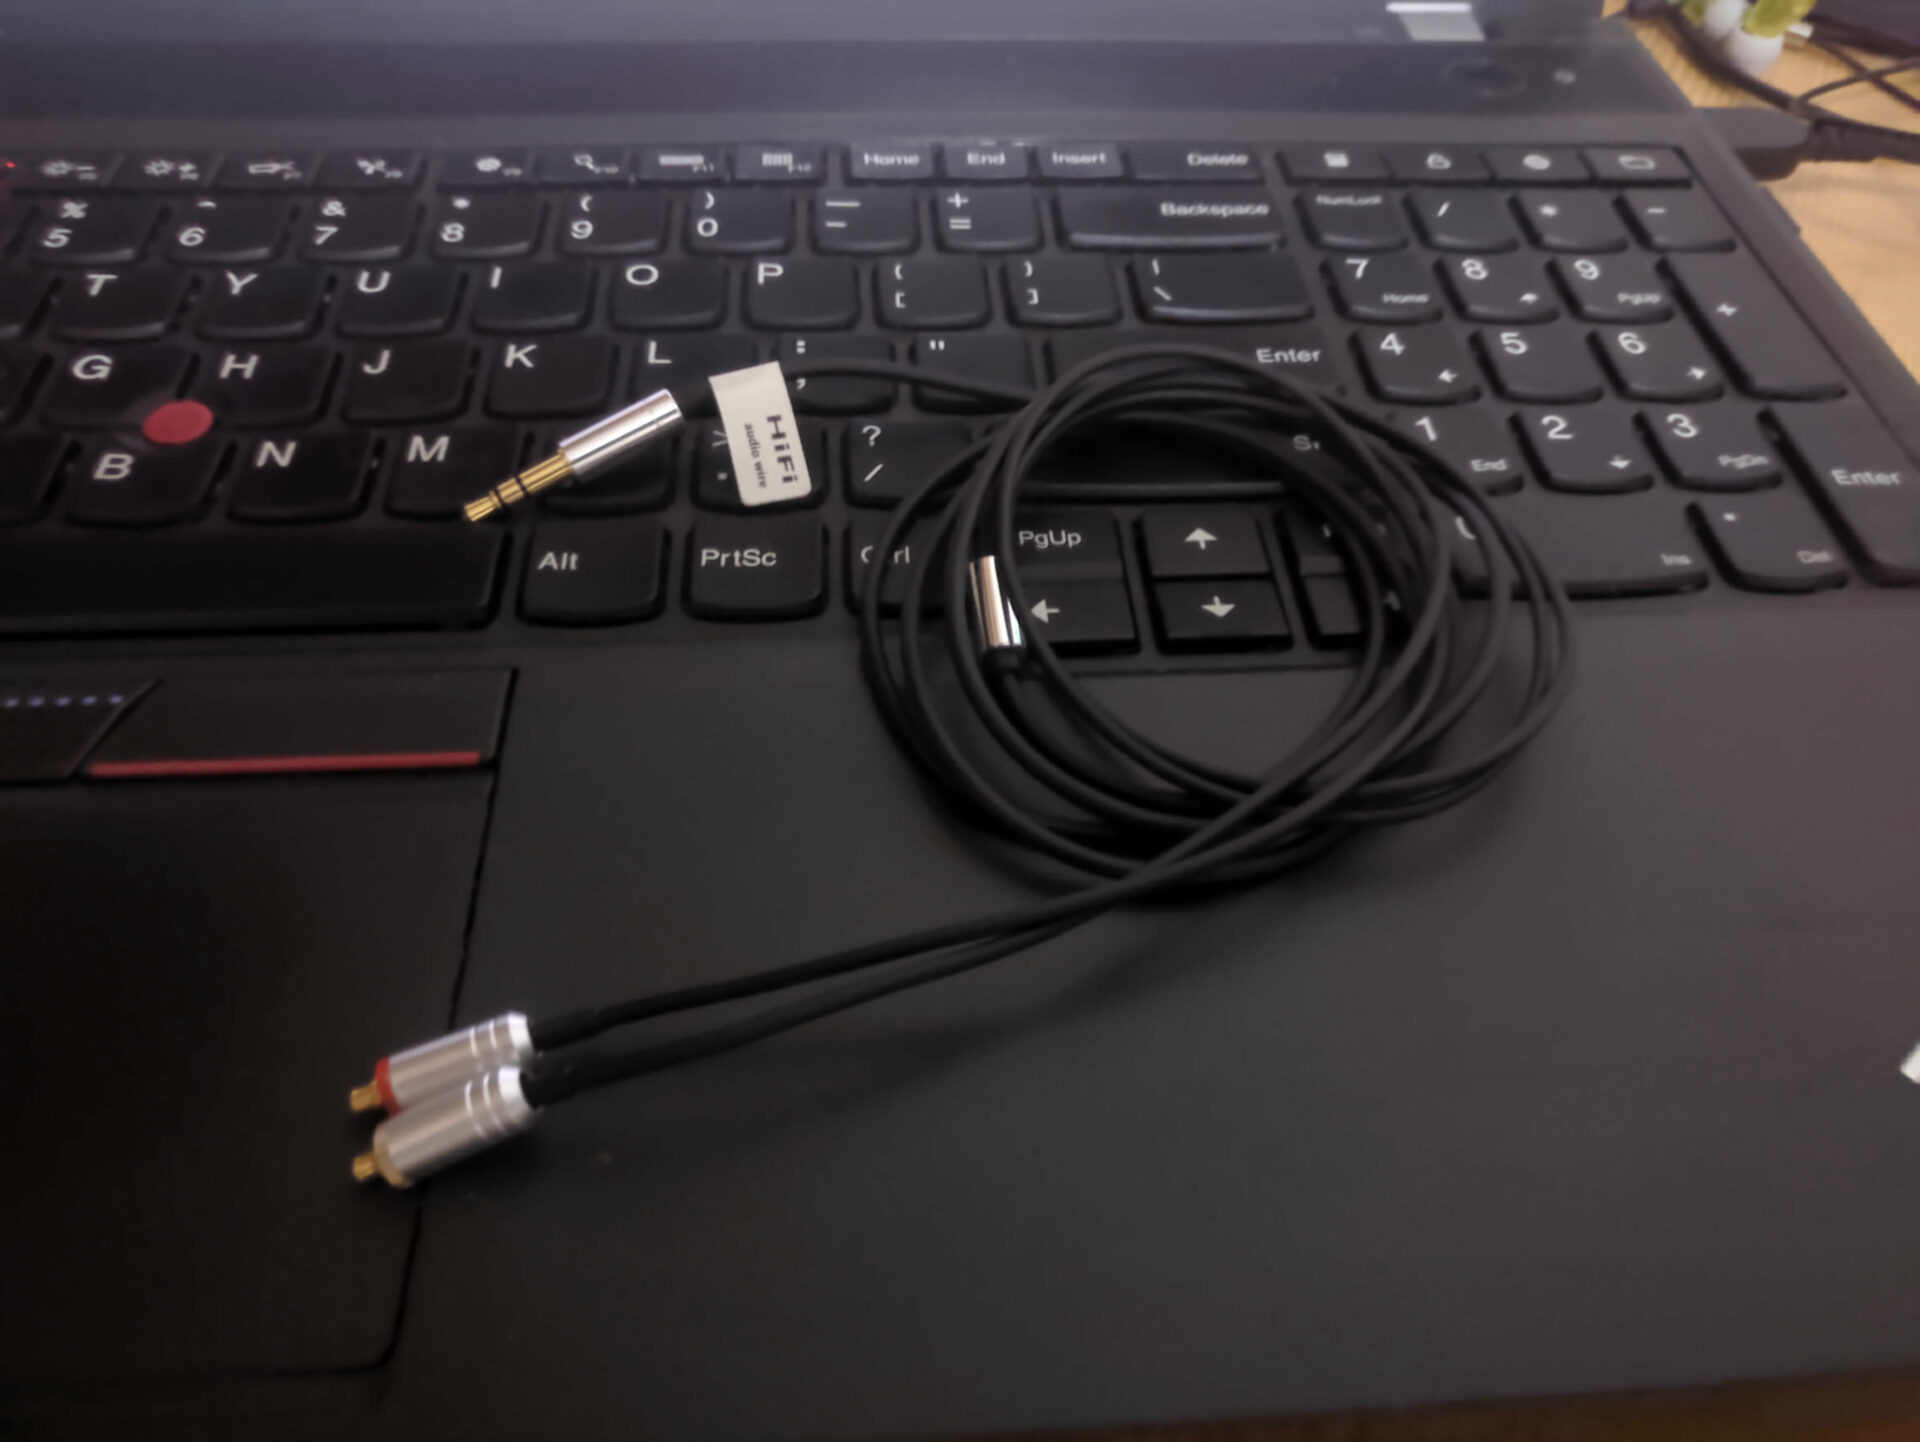 Home End Insert Delete
% ^ & * ( ) — +
5 6 7 8 9 0 - = Backspace NumLock / * -
T Y U I O P { } | 7 8 9
[ ] \ Home PgUp
G H J K L : " Enter 4 5 6
' +
HiFi
audio wire
B N M ? 1 2 3
/ End PgDn Enter
Alt PrtSc PgUp Ins Del